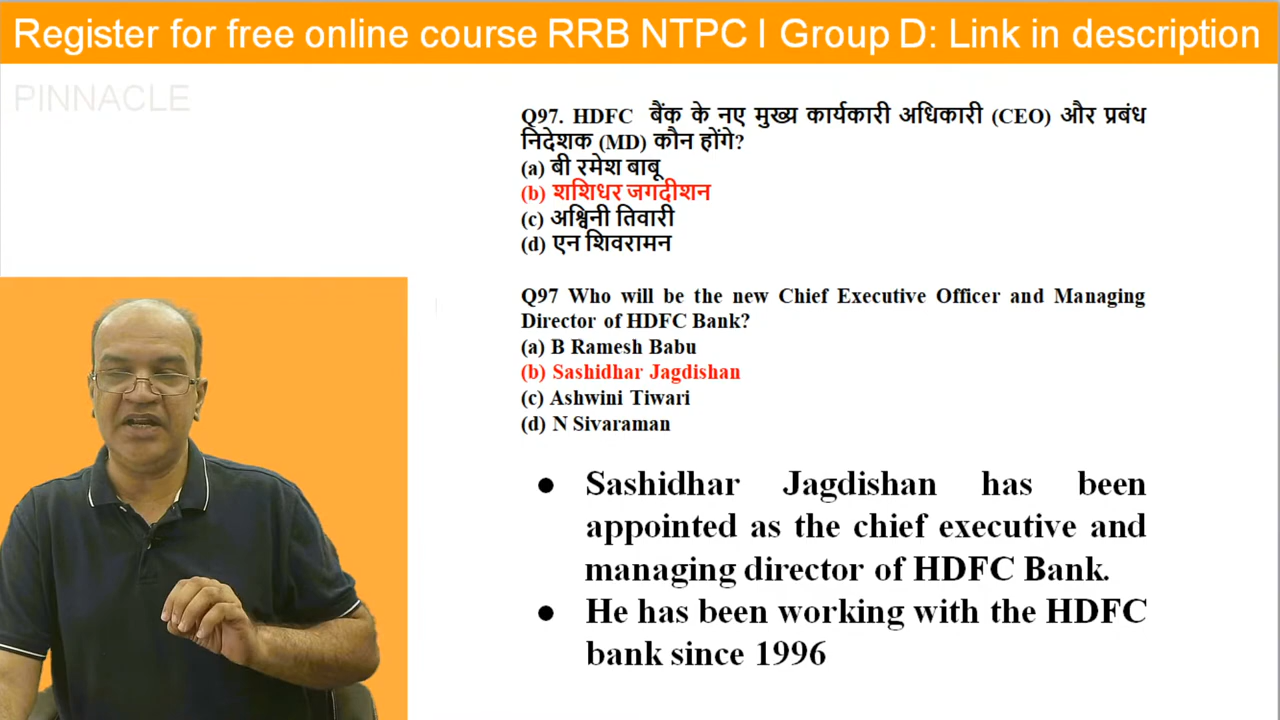 Register for free online course RRB NTPC I Group D: Link in description
PINNACLE
Q97. HDFC बैंक के नए मुख्य कार्यकारी अधिकारी (CEO) और प्रबंध
निदेशक (MD) कौन होंगे?
(a) बी रमेश बाबू
(b) शशिधर जगदीशन
(c) अश्विनी तिवारी
(d) एन शिवरामन
Q97 Who will be the new Chief Executive Officer and Managing
Director of HDFC Bank?
(a) B Ramesh Babu
(b) Sashidhar Jagdishan
(c) Ashwini Tiwari
(d) N Sivaraman
● Sashidhar Jagdishan has been
appointed as the chief executive and
managing director of HDFC Bank.
● He has been working with the HDFC
bank since 1996